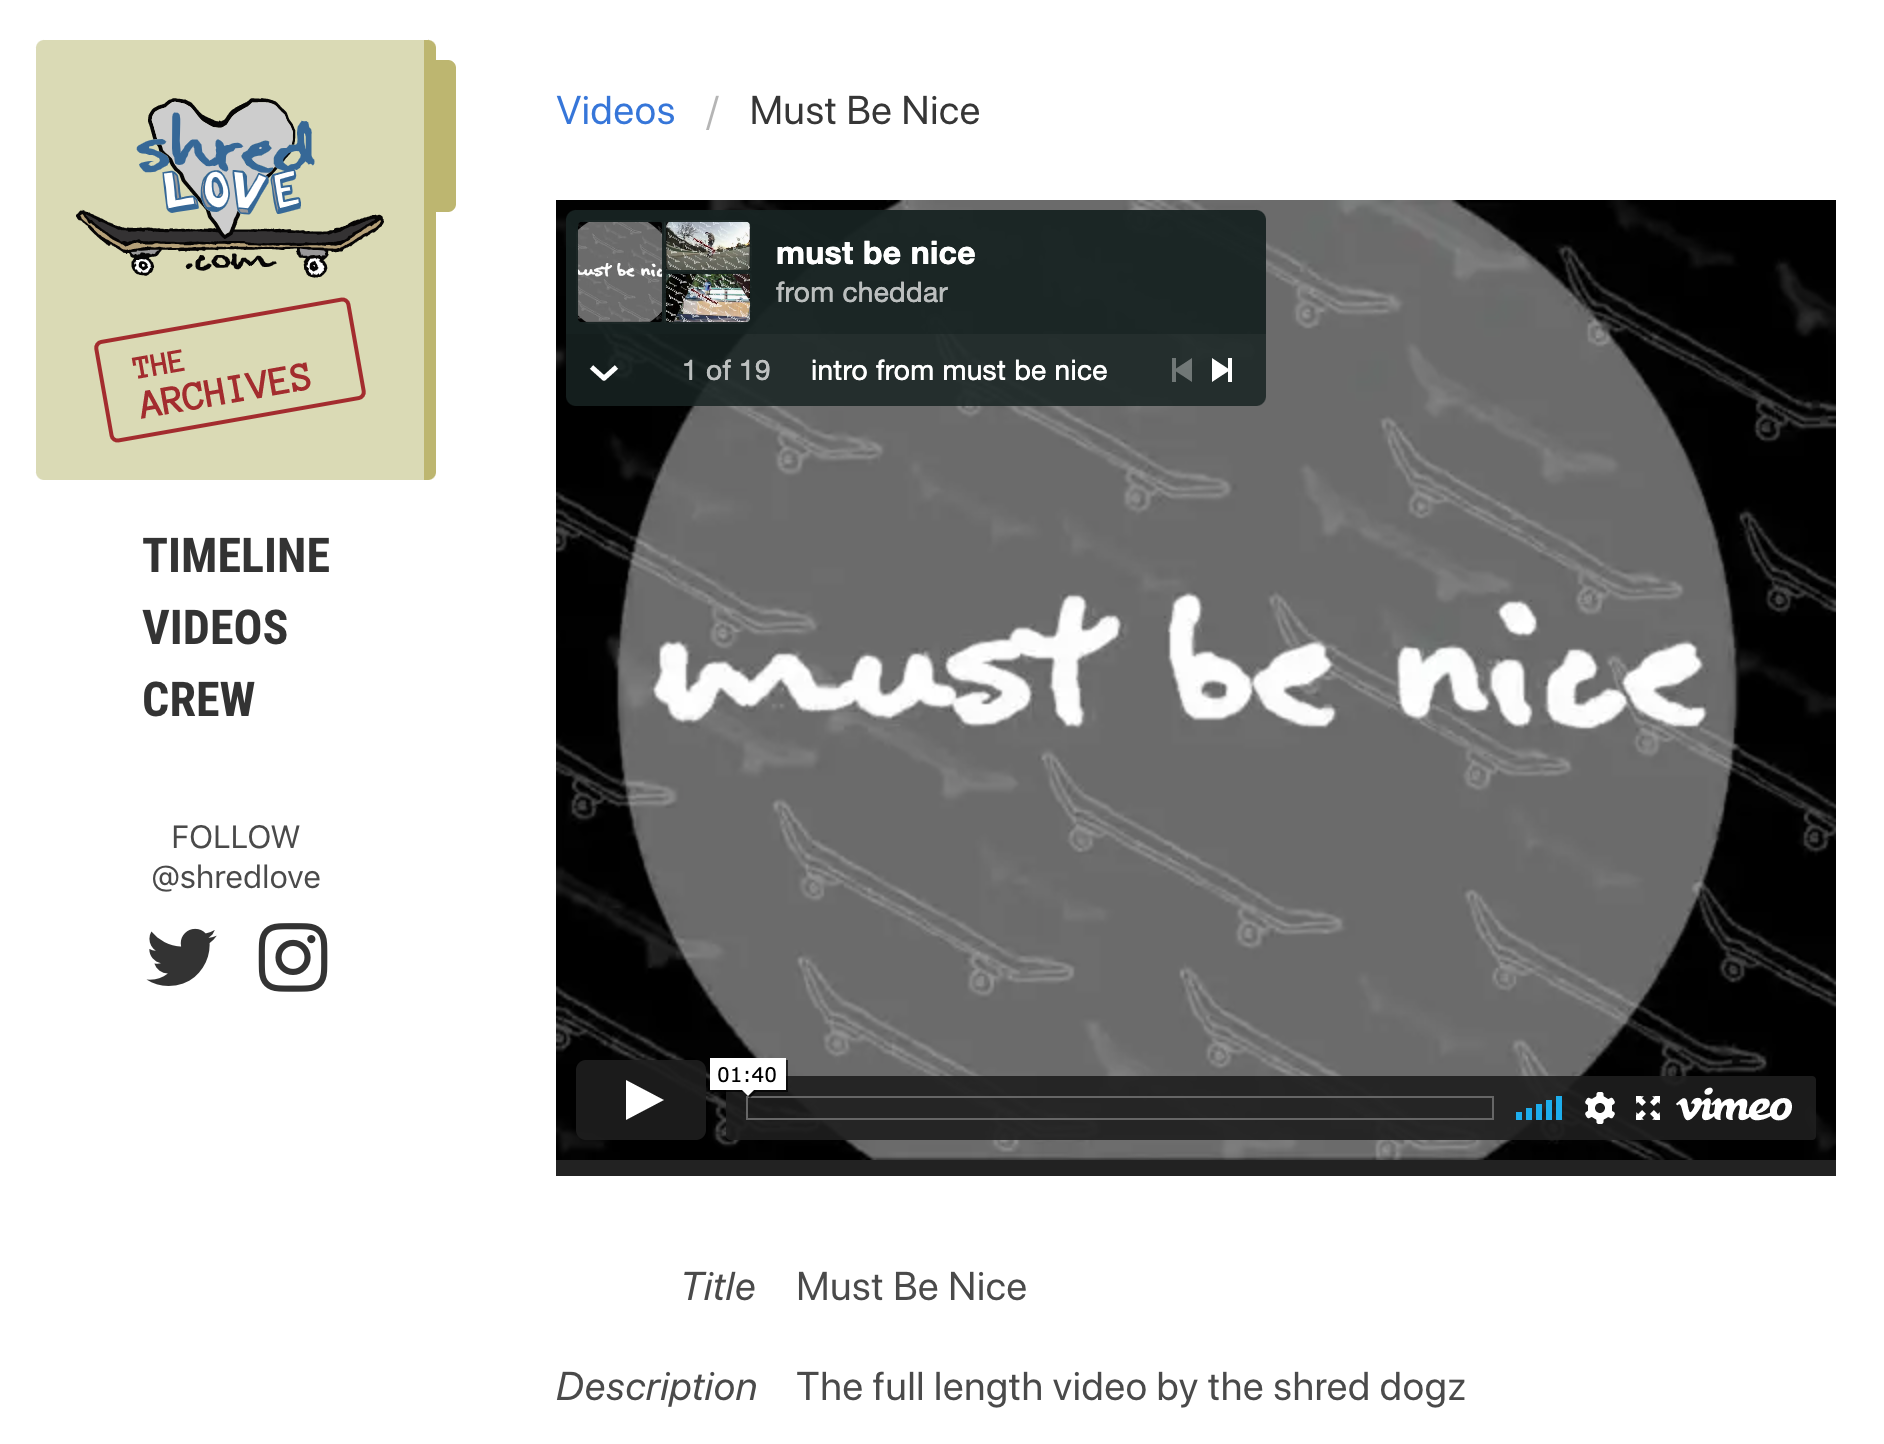 shred
LOVE
.com
THE
ARCHIVES
TIMELINE
VIDEOS
CREW
FOLLOW
@shredlove
Videos / Must Be Nice
must be nice
must be nice
from cheddar
1 of 19 intro from must be nice
must be nice
01:40
vimeo
Title Must Be Nice
Description The full length video by the shred dogz